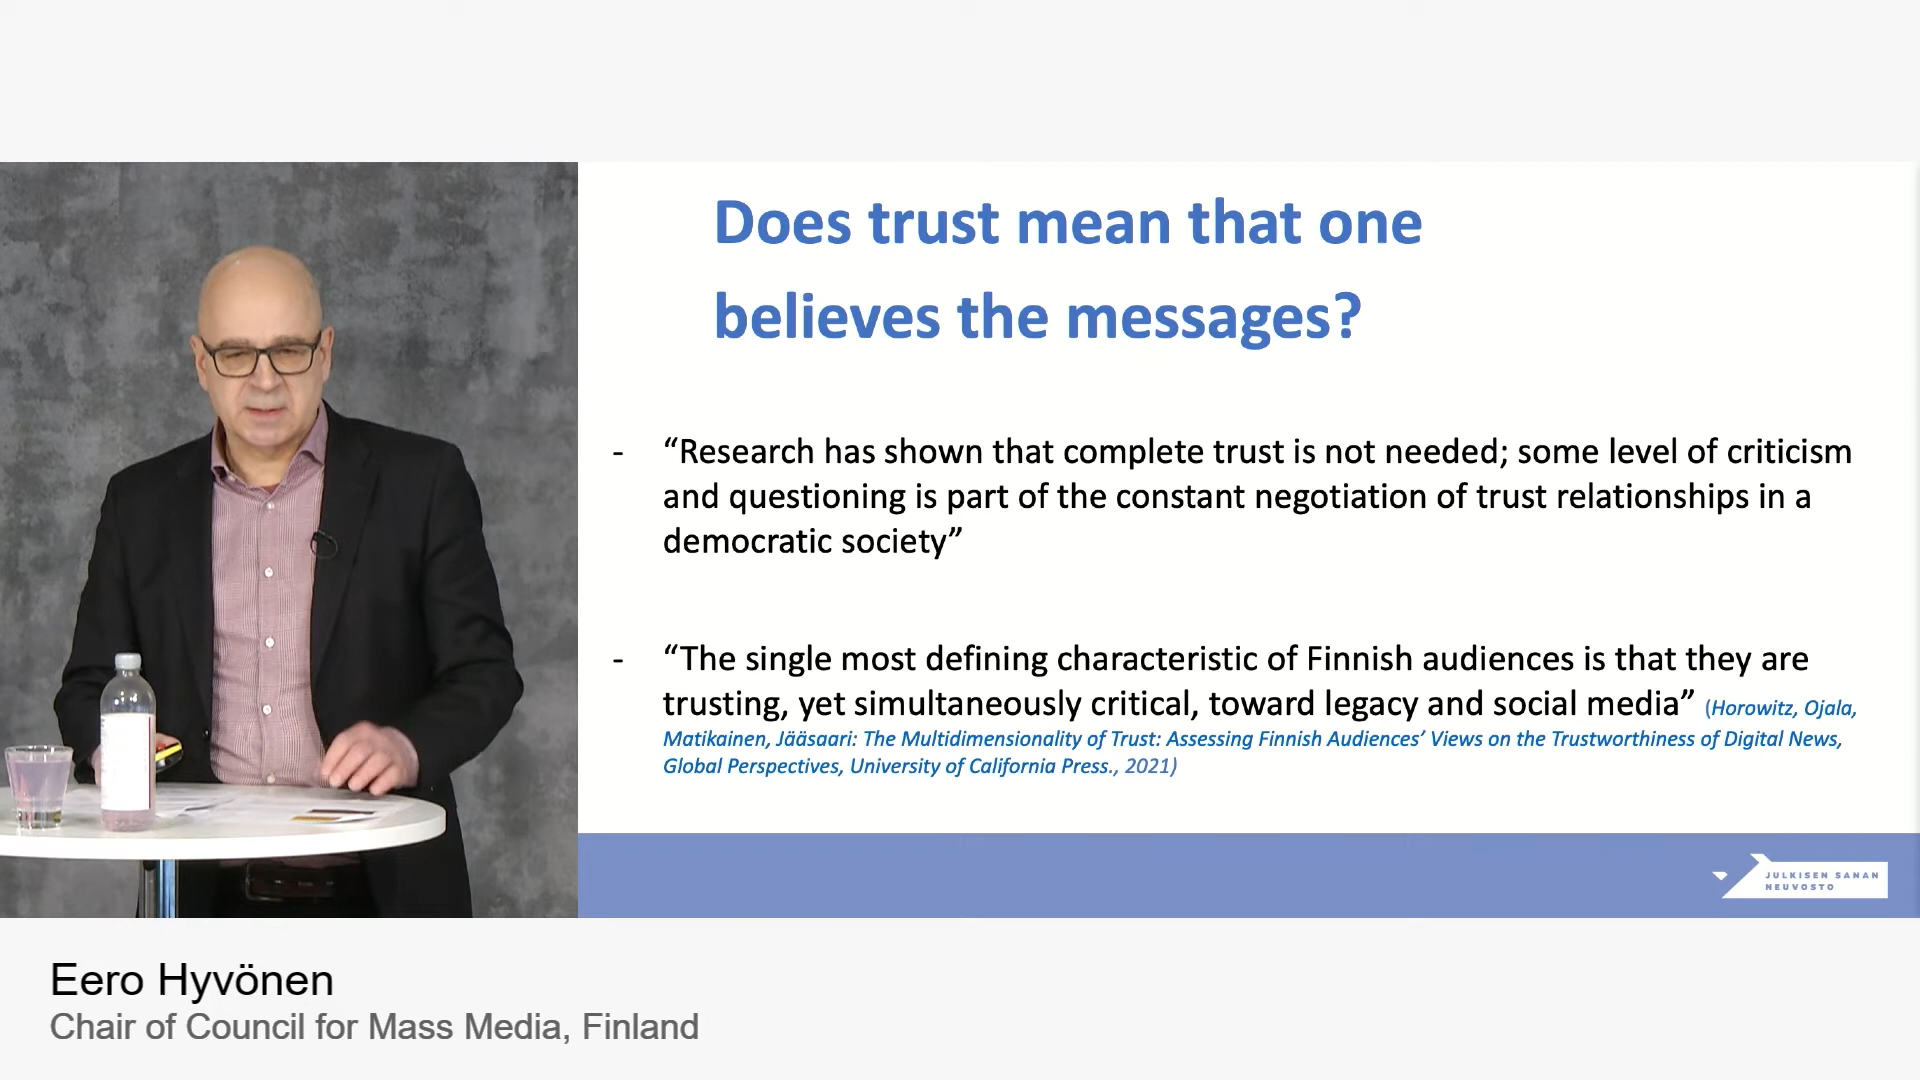 Does trust mean that one
believes the messages?
- “Research has shown that complete trust is not needed; some level of criticism
and questioning is part of the constant negotiation of trust relationships in a
democratic society”
- “The single most defining characteristic of Finnish audiences is that they are
trusting, yet simultaneously critical, toward legacy and social media” (Horowitz, Ojala,
Matikainen, Jääsaari: The Multidimensionality of Trust: Assessing Finnish Audiences’ Views on the Trustworthiness of Digital News,
Global Perspectives, University of California Press., 2021)
JULKISEN SANAN
NEUVOSTO
Eero Hyvönen
Chair of Council for Mass Media, Finland